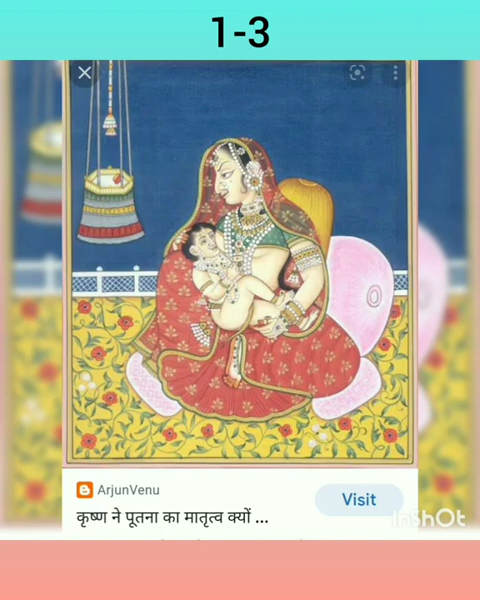 1-3
ArjunVenu
Visit
कृष्ण ने पूतना का मातृत्व क्यों ...
InShOt